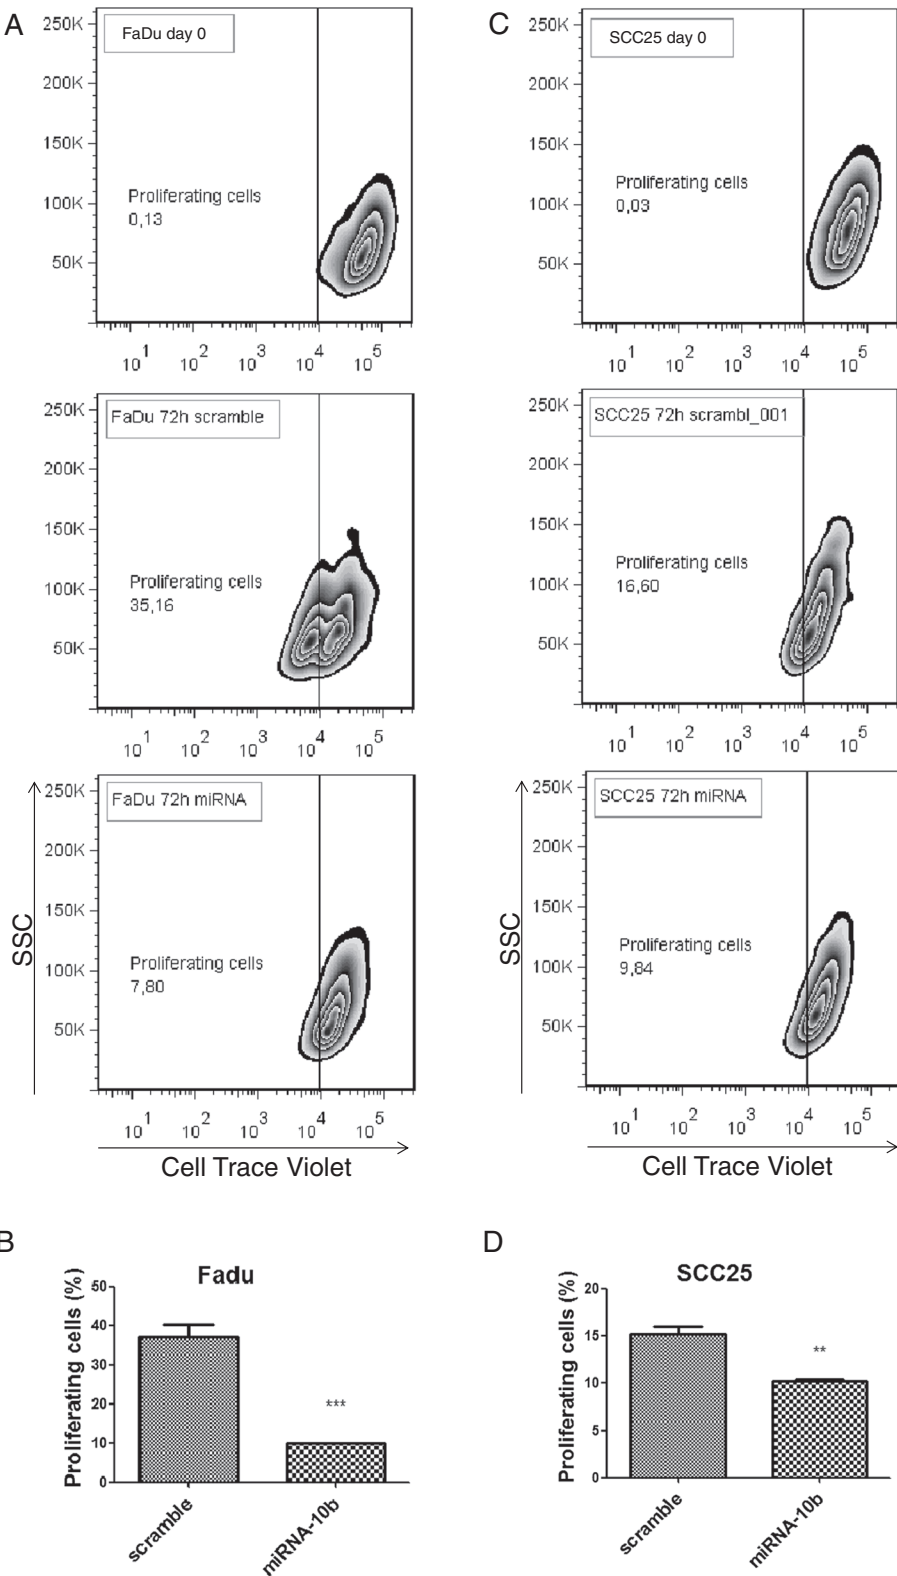 A
FaDu day 0
250K
200K
150K
100K
50K
Proliferating cells
0,13
10^1 10^2 10^3 10^4 10^5
FaDu 72h scramble
250K
200K
150K
100K
50K
Proliferating cells
35,16
10^1 10^2 10^3 10^4 10^5
FaDu 72h miRNA
250K
200K
150K
100K
50K
Proliferating cells
7,80
10^1 10^2 10^3 10^4 10^5
SSC
Cell Trace Violet
C
SCC25 day 0
250K
200K
150K
100K
50K
Proliferating cells
0,03
10^1 10^2 10^3 10^4 10^5
SCC25 72h scrambl_001
250K
200K
150K
100K
50K
Proliferating cells
16,60
10^1 10^2 10^3 10^4 10^5
SCC25 72h miRNA
250K
200K
150K
100K
50K
Proliferating cells
9,84
10^1 10^2 10^3 10^4 10^5
SSC
Cell Trace Violet
B
Fadu
Proliferating cells (%)
50
40
30
20
10
0
***
scramble
miRNA-10b
D
SCC25
Proliferating cells (%)
20
15
10
5
0
**
scramble
miRNA-10b